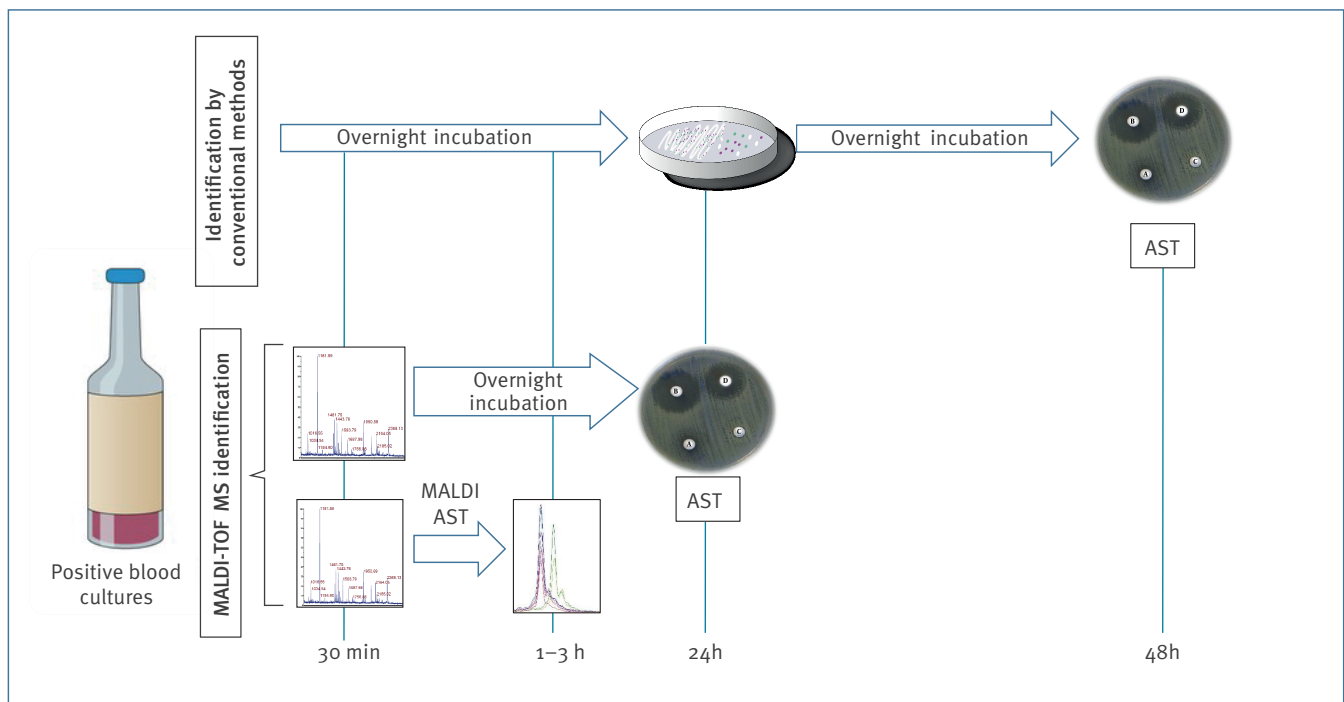 Identification by
conventional methods
Overnight incubation
Overnight incubation
B
D
A
C
AST
Positive blood
cultures
MALDI-TOF MS identification
Overnight
incubation
B
D
A
C
AST
MALDI
AST
30 min
1–3 h
24h
48h